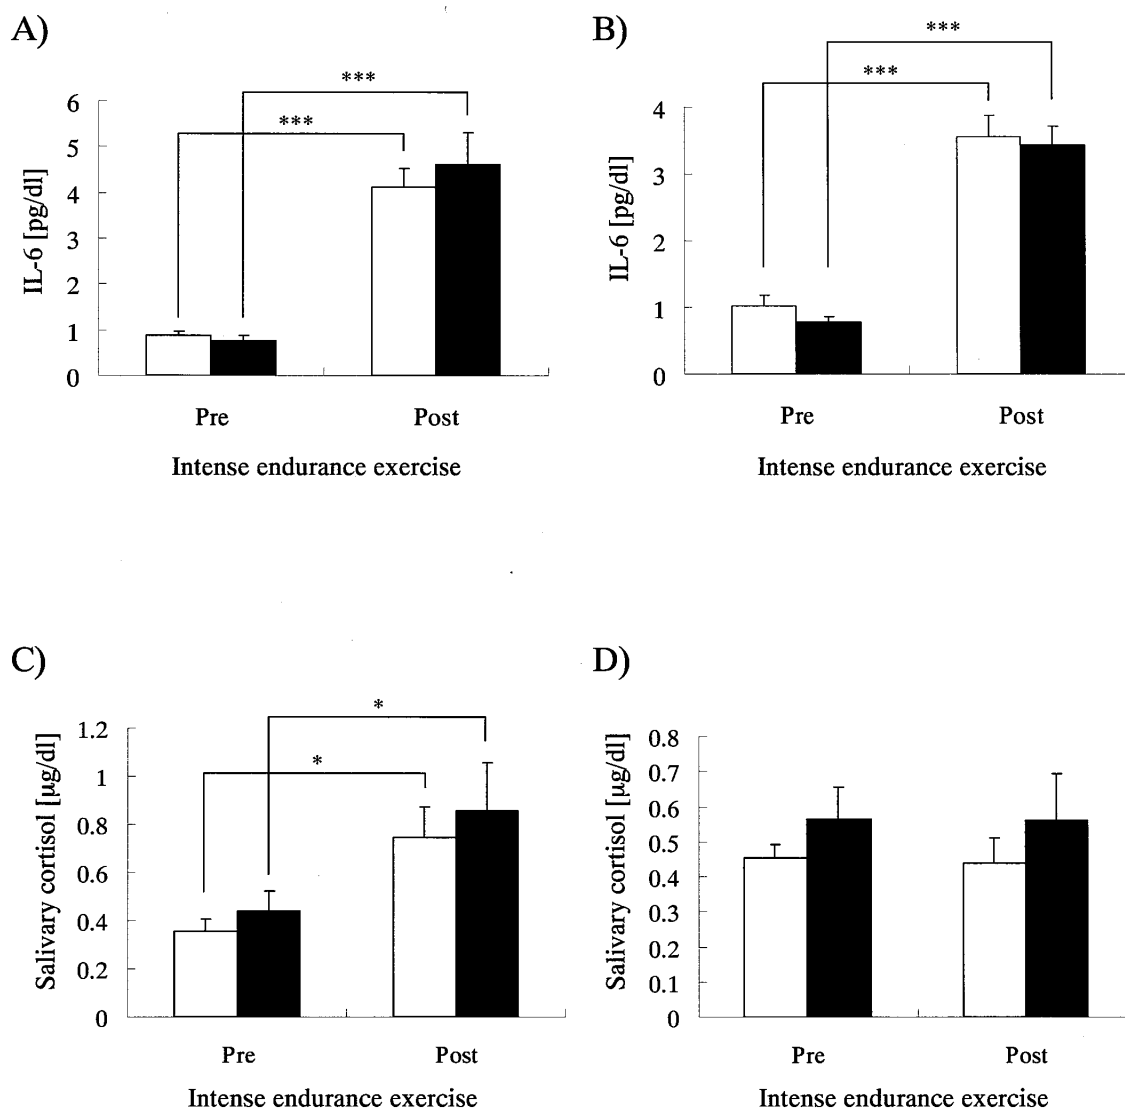 A)
***
***
6
5
4
3
2
1
0
IL-6 [pg/dl]
Pre Post
Intense endurance exercise
B)
***
***
4
3
2
1
0
IL-6 [pg/dl]
Pre Post
Intense endurance exercise
C)
*
*
1.2
1
0.8
0.6
0.4
0.2
0
Salivary cortisol [μg/dl]
Pre Post
Intense endurance exercise
D)
0.8
0.7
0.6
0.5
0.4
0.3
0.2
0.1
0
Salivary cortisol [μg/dl]
Pre Post
Intense endurance exercise